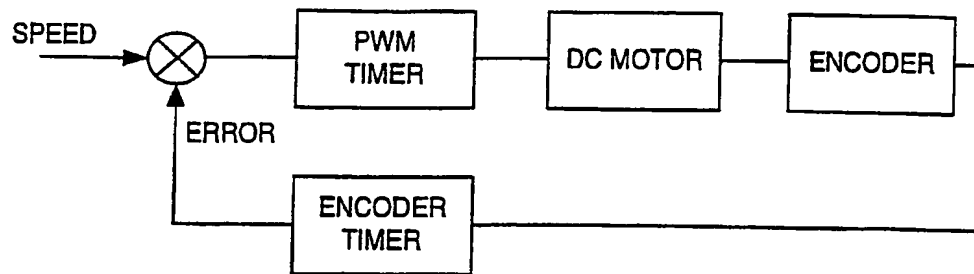 SPEED
PWM
TIMER
DC MOTOR
ENCODER
ERROR
ENCODER
TIMER